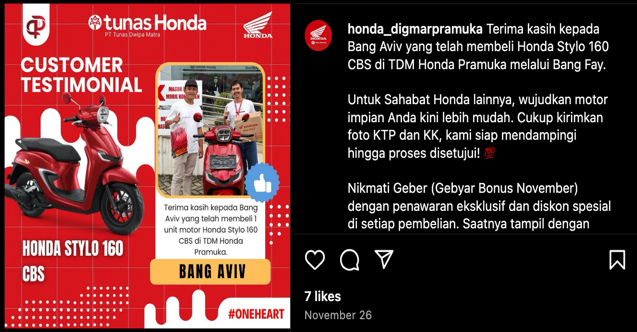 tunas Honda
PT Tunas Dwipa Matra
HONDA
CUSTOMER
TESTIMONIAL
Terima kasih kepada Bang
Aviv yang telah membeli 1
unit motor Honda Stylo 160
CBS di TDM Honda
Pramuka.
BANG AVIV
HONDA STYLO 160
CBS
#ONEHEART
honda_digmarpramuka Terima kasih kepada
Bang Aviv yang telah membeli Honda Stylo 160
CBS di TDM Honda Pramuka melalui Bang Fay.
Untuk Sahabat Honda lainnya, wujudkan motor
impian Anda kini lebih mudah. Cukup kirimkan
foto KTP dan KK, kami siap mendampingi
hingga proses disetujui! 💯
Nikmati Geber (Gebyar Bonus November)
dengan penawaran eksklusif dan diskon spesial
di setiap pembelian. Saatnya tampil dengan
7 likes
November 26